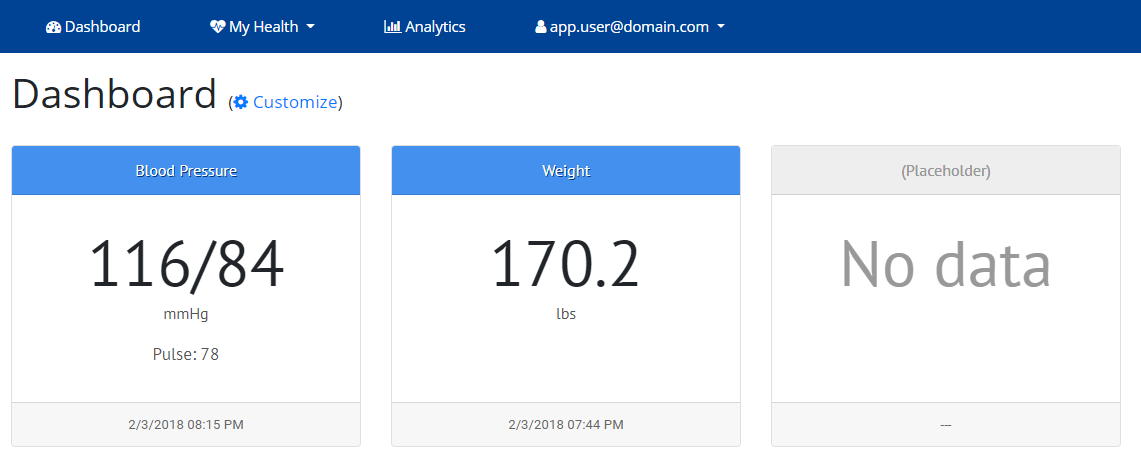 Dashboard My Health Analytics app.user@domain.com
Dashboard (Customize)
Blood Pressure
116/84
mmHg
Pulse: 78
2/3/2018 08:15 PM
Weight
170.2
lbs
2/3/2018 07:44 PM
(Placeholder)
No data
---